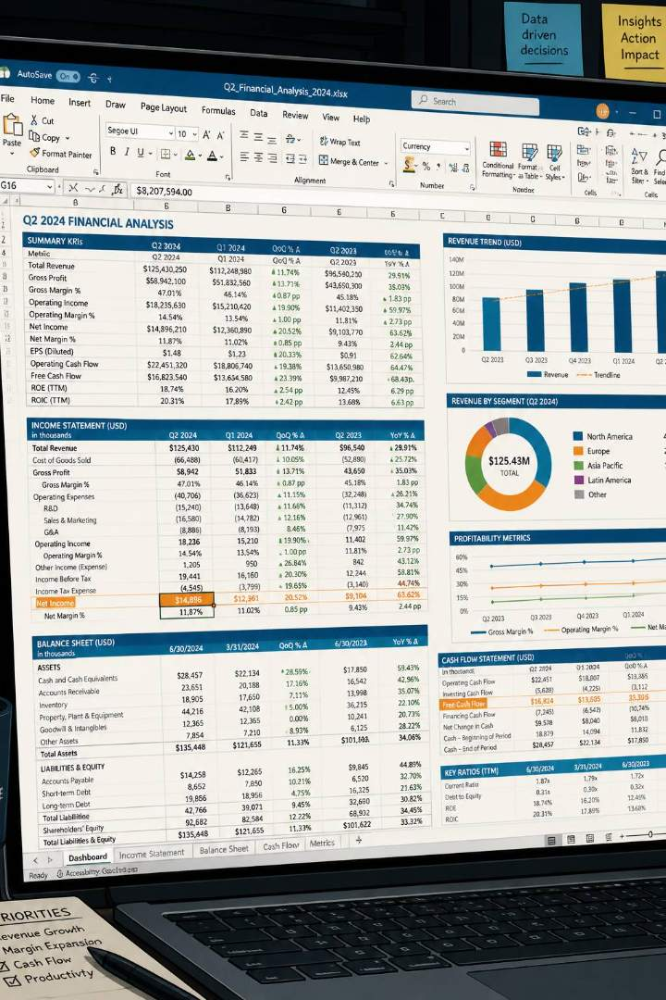 Data
driven
decisions
Insights
Action
Impact
AutoSave On
Q2_Financial_Analysis_2024.xlsx
Search
File Home Insert Draw Page Layout Formulas Data Review View Help
Paste
Cut
Copy
Format Painter
Clipboard
Segoe UI 10
B I U
Font
Wrap Text
Merge & Center
Alignment
Currency
Number
Conditional Formatting
Format as Table
Cell Styles
Cells
G16 fx $8,207,594.00
Q2 2024 FINANCIAL ANALYSIS
SUMMARY KRIs Q2 3024 Q1 2024 QoQ % Δ Q2 2023
Metric Q2 2024 Q1 2024 QoQ % Δ Q2 2023 YoY % Δ
Total Revenue $125,430,250 $112,248,980 ▲11.74% $96,540,200 29.91%
Gross Profit $58,942,100 $51,832,560 ▲13.71% $43,650,300 35.03%
Gross Margin % 47.01% 46.14% ▲0.87 pp 45.18% ▲1.83 pp
Operating Income $18,235,630 $15,210,420 ▲19.90% $11,402,350 ▲59.97%
Operating Margin % 14.54% 13.54% ▲1.00 pp 11.81% ▲2.73 pp
Net Income $14,896,210 $12,360,890 ▲20.52% $9,103,770 63.62%
Net Margin % 11.87% 11.02% ▲0.85 pp 9.43% 2.44 pp
EPS (Diluted) $1.48 $1.23 ▲20.33% $0.91 62.64%
Operating Cash Flow $22,451,320 $18,806,740 ▲19.38% $13,650,980 64.47%
Free Cash Flow $16,823,540 $13,634,580 ▲23.39% $9,987,210 ▲68.43p.
ROE (TTM) 18.74% 16.20% ▲2.54 pp 12.45% 6.29 pp
ROIC (TTM) 20.31% 17,89% ▲2,42 pp 13.68% 6.63 pp
INCOME STATEMENT (USD)
in thousands Q2 2024 Q1 2024 QoQ % Δ Q2 2023 YoY % Δ
Total Revenue $125,430 $112,249 ▲11.74% $96,540 ▲29.91%
Cost of Goods Sold (66,488) (60,417) ▲10.05% (52,890) ▲25.72%
Gross Profit 58,942 51,833 ▲13.71% 43,650 ▲35.03%
Gross Margin % 47.01% 46.14% ▲0.87 pp 45.18% 1.83 pp
Operating Expenses (40,706) (36,623) ▲11.15% (32,248) ▲26.21%
R&D (15,240) (13,648) ▲11.66% (11,312) 34.74%
Sales & Marketing (16,580) (14,782) ▲12.16% (12,961) 27.90%
G&A (8,886) (8,193) 8.46% (7,975) 11.42%
Operating Income 18,236 15,210 ▲19.90% 11,402 59.97%
Operating Margin % 14.54% 13.54% 1.00 pp 11.81% 2.73 pp
Other Income (Expense) 1,205 950 ▲26.84% 842 43.12%
Income Before Tax 19,441 16,160 ▲20.30% 12,244 58.81%
Income Tax Expense (4,545) (3,799) ▲19.65% (3,140) 44.74%
Net Income $14,896 $12,361 20.52% $9,104 63.62%
Net Margin % 11.87% 11.02% 0.85 pp 9.43% 2.44 pp
BALANCE SHEET (USD)
in thousands 6/30/2024 3/31/2024 QoQ % Δ 6/30/2023 YoY % Δ
ASSETS
Cash and Cash Equivalents $28,457 $22,134 28.59% $17,850 59.43%
Accounts Receivable 23,651 20,188 17.16% 16,542 42.96%
Inventory 18,905 17,650 7,11% 13,998 35.07%
Property, Plant & Equipment 44,216 42,108 5.00% 36,215 22.10%
Goodwill & Intangibles 12,365 12,365 0.00% 10,241 20.73%
Other Assets 7,854 7,210 8,93% 6,125 28.22%
Total Assets $135,448 $121,655 11.33% 34.06%
LIABILITIES & EQUITY
Accounts Payable $14,258 $12,265 16.25% $9,845 44.89%
Short-term Debt 8,652 7,850 10.21% 6,520 32.70%
Long-term Debt 19,866 18,956 4.75% 16,325 21.63%
Total Liabilitiie 42,766 39,071 9.45% 32,680 30.82%
Shareholders' Equity 92,682 82,584 12.22% 68,932 34.45%
Total Liabilities & Equity $135,448 $121,655 11.33% $101,622 33.32%
REVENUE TREND (USD)
140M
120M
100M
80M
60M
40M
20M
0
Q2 2023 Q3 2023 Q4 2023 Q1 2024 Q2
Revenue Trendline
REVENUE BY SEGMENT (Q2 2024)
$125.43M
TOTAL
North America
Europe
Asia Pacific
Latin America
Other
PROFITABILITY METRICS
60%
45%
15%
0%
Q2 2023 Q3 2023 Q4 2023 Q1 2024
Gross Margin % Operating Margin % Net Ma
CASH FLOW STATEMENT (USD)
Q2 2024 Q1 2024 QoQ % Δ
Operating Cash Flow $22,451 $18,007
Investing Cash Flow (5,628) (4,225) (3,112
Free Cash Flow $16,824 $13,605
Financing Cash Flow (7,245) (6,542) (10,74%
Net Change in Cash $9,578 $8,040 $6,018
Cash – Beginning of Period 18,879 14,094 11,832
Cash – End of Period $28,457 $22,134 $17,850
KEY RATIOS (TTM) 6/30/2024 3/31/2024 6/30/2023
Current Ratio 1.87x 1.79x 1.72x
Debt to Equity 0.31x 0.30x 0.32x
ROE 18.74% 16.20% 12.45%
ROIC 20.31% 17.89% 13.68%
Dashboard Income Statement Balance Sheet Cash Flow Metrics +
Ready Accessibility:
RIORITIES
evenue Growth
Margin Expansion
Cash Flow
Productivty